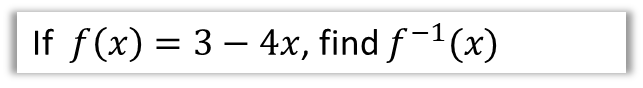 If f(x) = 3 − 4x, find f⁻¹(x)